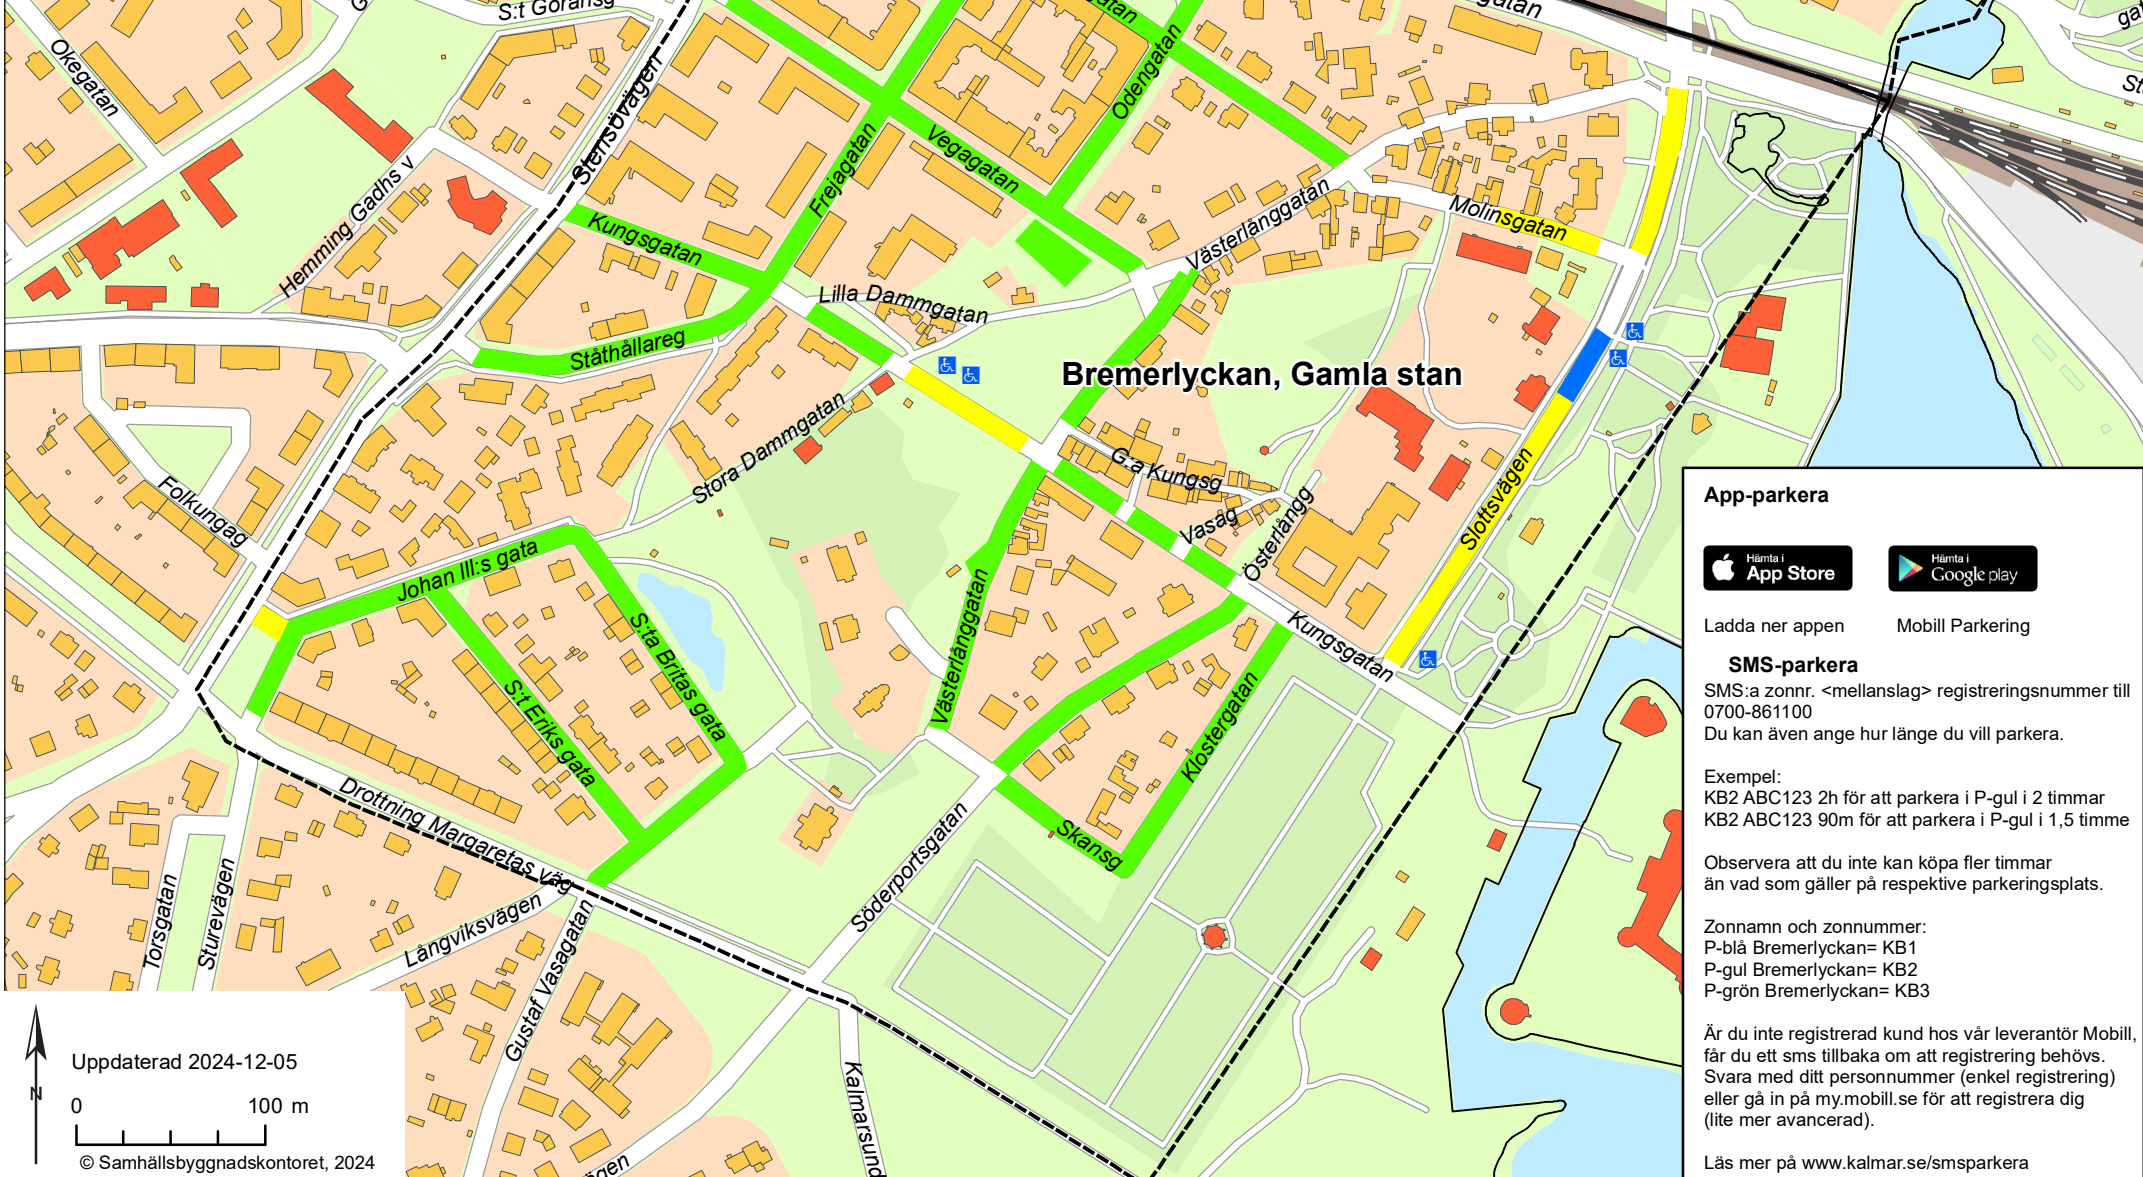 S:t Göransg
gatan
gatan
Okegatan
Stensövägen
Odengatan
Frejagatan
Vegagatan
Hemming Gadhs v
Kungsgatan
Västerlånggatan
Molinsgatan
Lilla Dammgatan
Ståthållareg
Bremerlyckan, Gamla stan
Stora Dammgatan
G:a Kungsg
Vasag
Österlångg
Slottsvägen
Folkungag
Johan III:s gata
S:ta Britas gata
S:t Eriks gata
Västerlånggatan
Kungsgatan
Klostergatan
Skansg
Drottning Margaretas väg
Söderportsgatan
Torsgatan
Sturevägen
Långviksvägen
Gustaf Vasagatan
Kalmarsund
App-parkera
Hämta i
App Store
Hämta i
Google play
Ladda ner appen
Mobill Parkering
SMS-parkera
SMS:a zonnr. <mellanslag> registreringsnummer till
0700-861100
Du kan även ange hur länge du vill parkera.
Exempel:
KB2 ABC123 2h för att parkera i P-gul i 2 timmar
KB2 ABC123 90m för att parkera i P-gul i 1,5 timme
Observera att du inte kan köpa fler timmar
än vad som gäller på respektive parkeringsplats.
Zonnamn och zonnummer:
P-blå Bremerlyckan= KB1
P-gul Bremerlyckan= KB2
P-grön Bremerlyckan= KB3
Är du inte registrerad kund hos vår leverantör Mobill,
får du ett sms tillbaka om att registrering behövs.
Svara med ditt personnummer (enkel registrering)
eller gå in på my.mobill.se för att registrera dig
(lite mer avancerad).
Läs mer på www.kalmar.se/smsparkera
N
Uppdaterad 2024-12-05
0 100 m
© Samhällsbyggnadskontoret, 2024